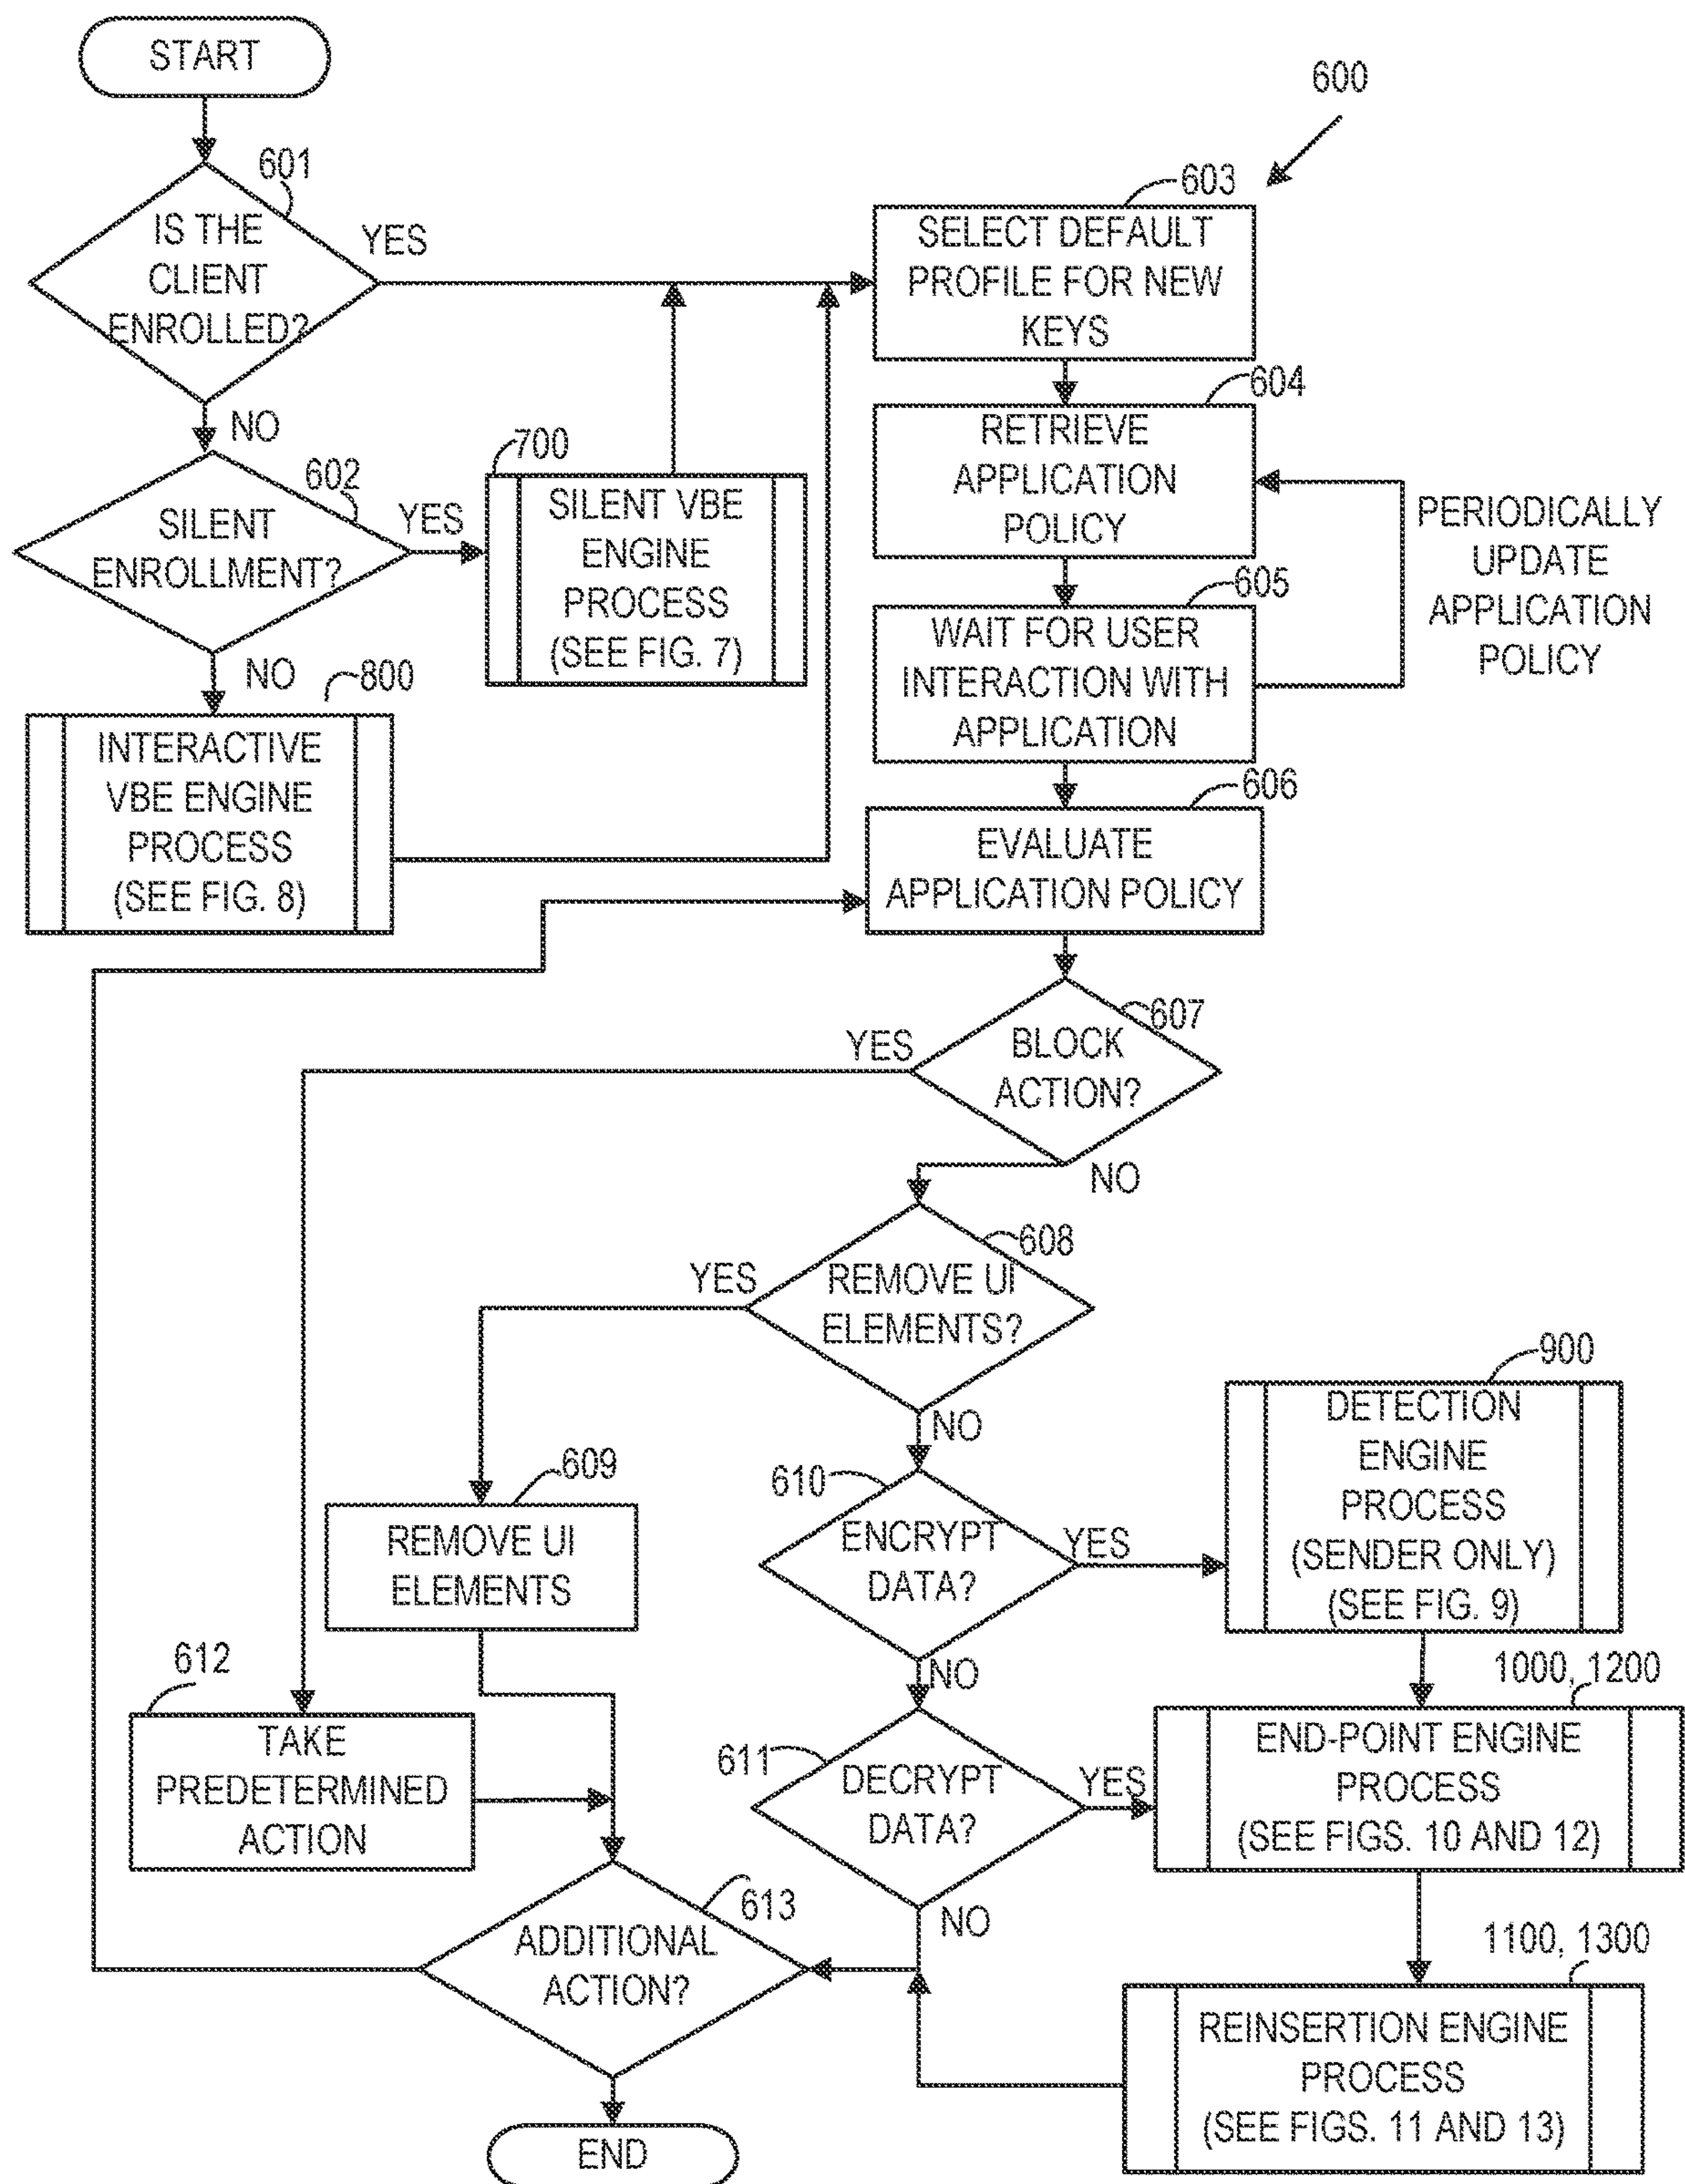 START
600
601
IS THE
CLIENT
ENROLLED?
YES
NO
603
SELECT DEFAULT
PROFILE FOR NEW
KEYS
604
RETRIEVE
APPLICATION
POLICY
602
SILENT
ENROLLMENT?
YES
NO
700
SILENT VBE
ENGINE
PROCESS
(SEE FIG. 7)
PERIODICALLY
UPDATE
APPLICATION
POLICY
605
WAIT FOR USER
INTERACTION WITH
APPLICATION
800
INTERACTIVE
VBE ENGINE
PROCESS
(SEE FIG. 8)
606
EVALUATE
APPLICATION POLICY
607
BLOCK
ACTION?
YES
NO
608
REMOVE UI
ELEMENTS?
YES
NO
609
REMOVE UI
ELEMENTS
610
ENCRYPT
DATA?
YES
NO
900
DETECTION
ENGINE
PROCESS
(SENDER ONLY)
(SEE FIG. 9)
612
TAKE
PREDETERMINED
ACTION
611
DECRYPT
DATA?
YES
NO
1000, 1200
END-POINT ENGINE
PROCESS
(SEE FIGS. 10 AND 12)
613
ADDITIONAL
ACTION?
1100, 1300
REINSERTION ENGINE
PROCESS
(SEE FIGS. 11 AND 13)
END